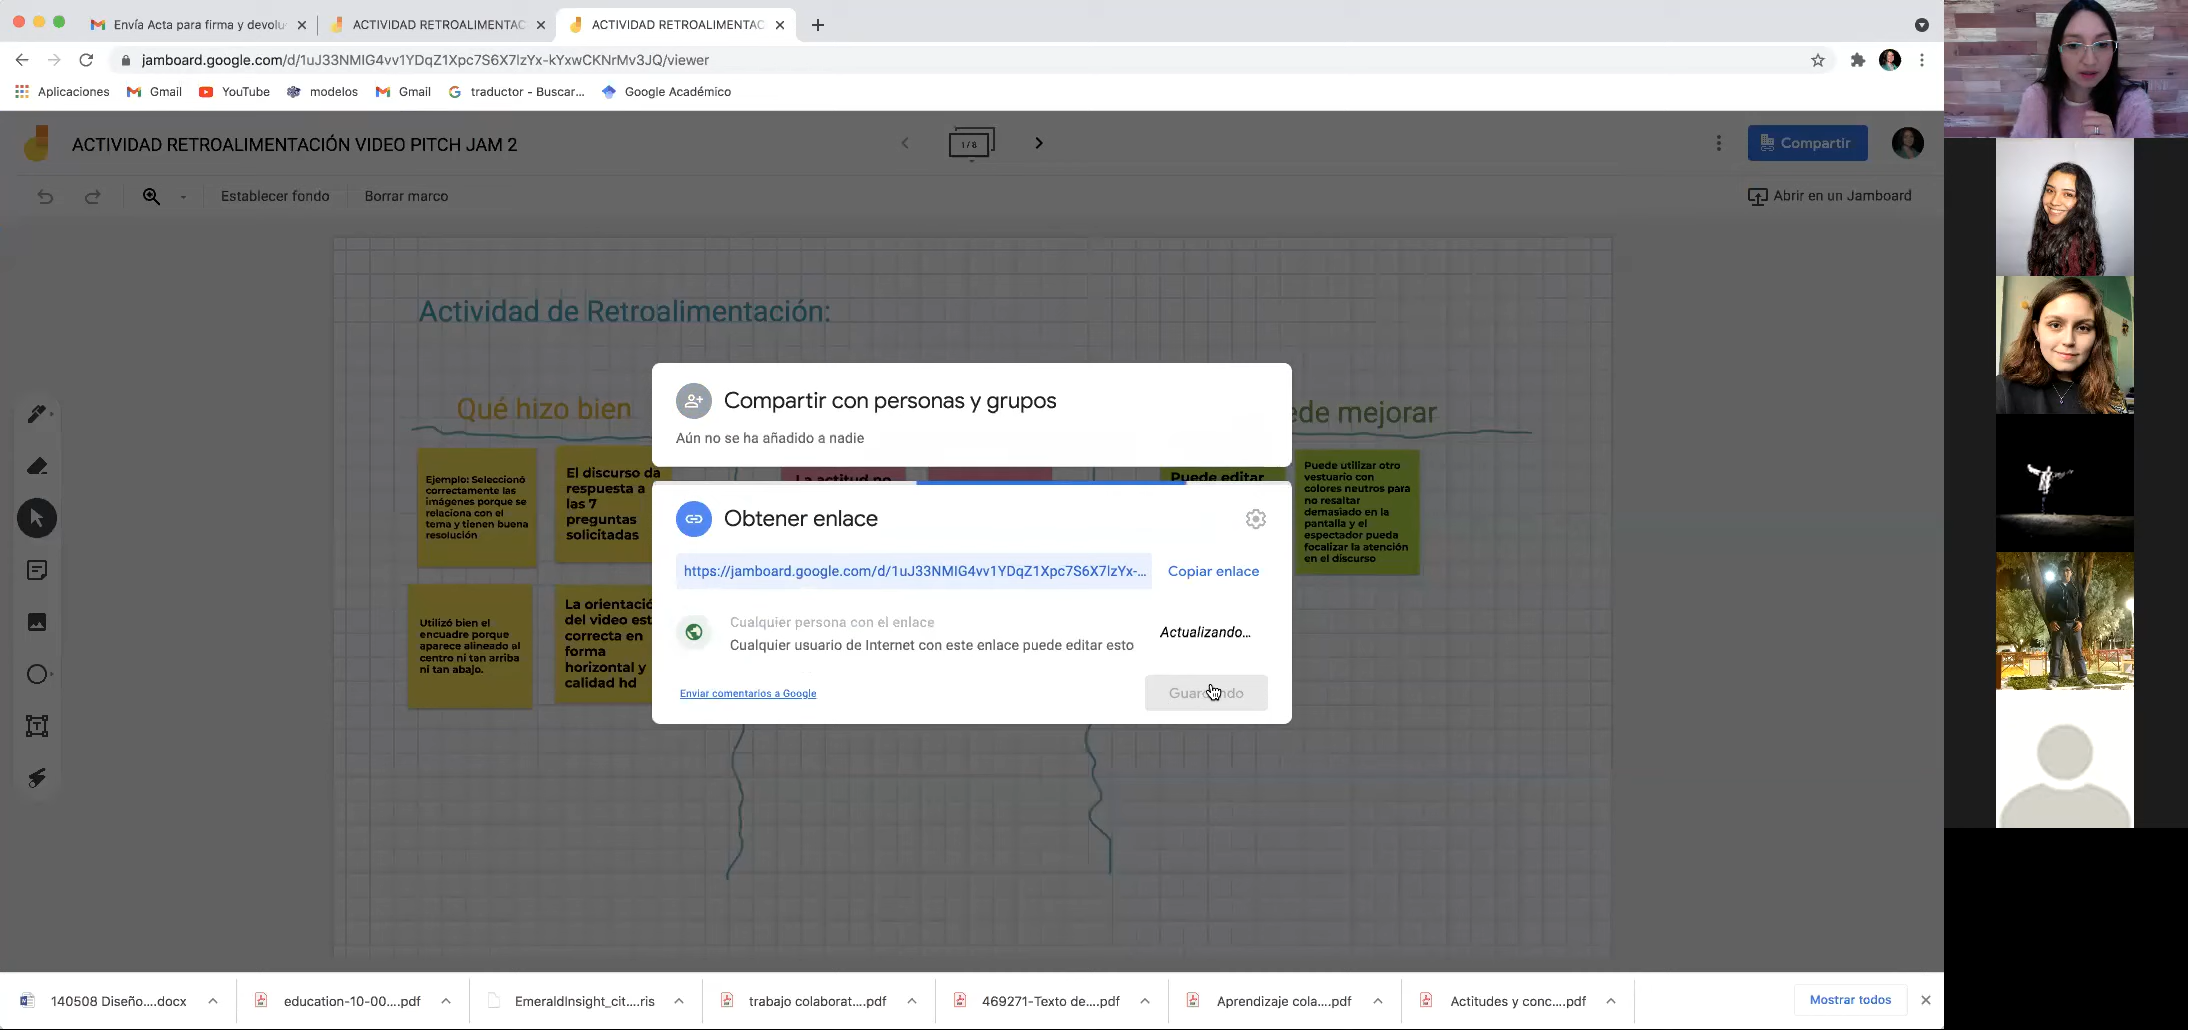 Envía Acta para firma y devolu
ACTIVIDAD RETROALIMENTAC
ACTIVIDAD RETROALIMENTAC
jamboard.google.com/d/1uJ33NMIG4vv1YDqZ1Xpc7S6X7lzYx-kYxwCKNrMv3JQ/viewer
Aplicaciones
Gmail
YouTube
modelos
Gmail
traductor - Buscar...
Google Académico
ACTIVIDAD RETROALIMENTACIÓN VIDEO PITCH JAM 2
1/8
Compartir
Establecer fondo
Borrar marco
Abrir en un Jamboard
Actividad de Retroalimentación:
Qué hizo bien
ede mejorar
Ejemplo: Seleccionó
correctamente las
imágenes porque se
relaciona con el
tema y tienen buena
resolución
El discurso da
respuesta a
las 7
preguntas
solicitadas
La actitud no
Puede editar
Puede utilizar otro
vestuario con
colores neutros para
no resaltar
demasiado en la
pantalla y el
espectador pueda
focalizar la atención
en el discurso
Utilizó bien el
encuadre porque
aparece alineado al
centro ni tan arriba
ni tan abajo.
La orientació
del video est
correcta en
forma
horizontal y
calidad hd
Compartir con personas y grupos
Aún no se ha añadido a nadie
Obtener enlace
https://jamboard.google.com/d/1uJ33NMIG4vv1YDqZ1Xpc7S6X7lzYx-...
Copiar enlace
Cualquier persona con el enlace
Cualquier usuario de Internet con este enlace puede editar esto
Actualizando...
Enviar comentarios a Google
140508 Diseño....docx
education-10-00....pdf
EmeraldInsight_cit....ris
trabajo colaborat....pdf
469271-Texto de....pdf
Aprendizaje cola....pdf
Actitudes y conc....pdf
Mostrar todos